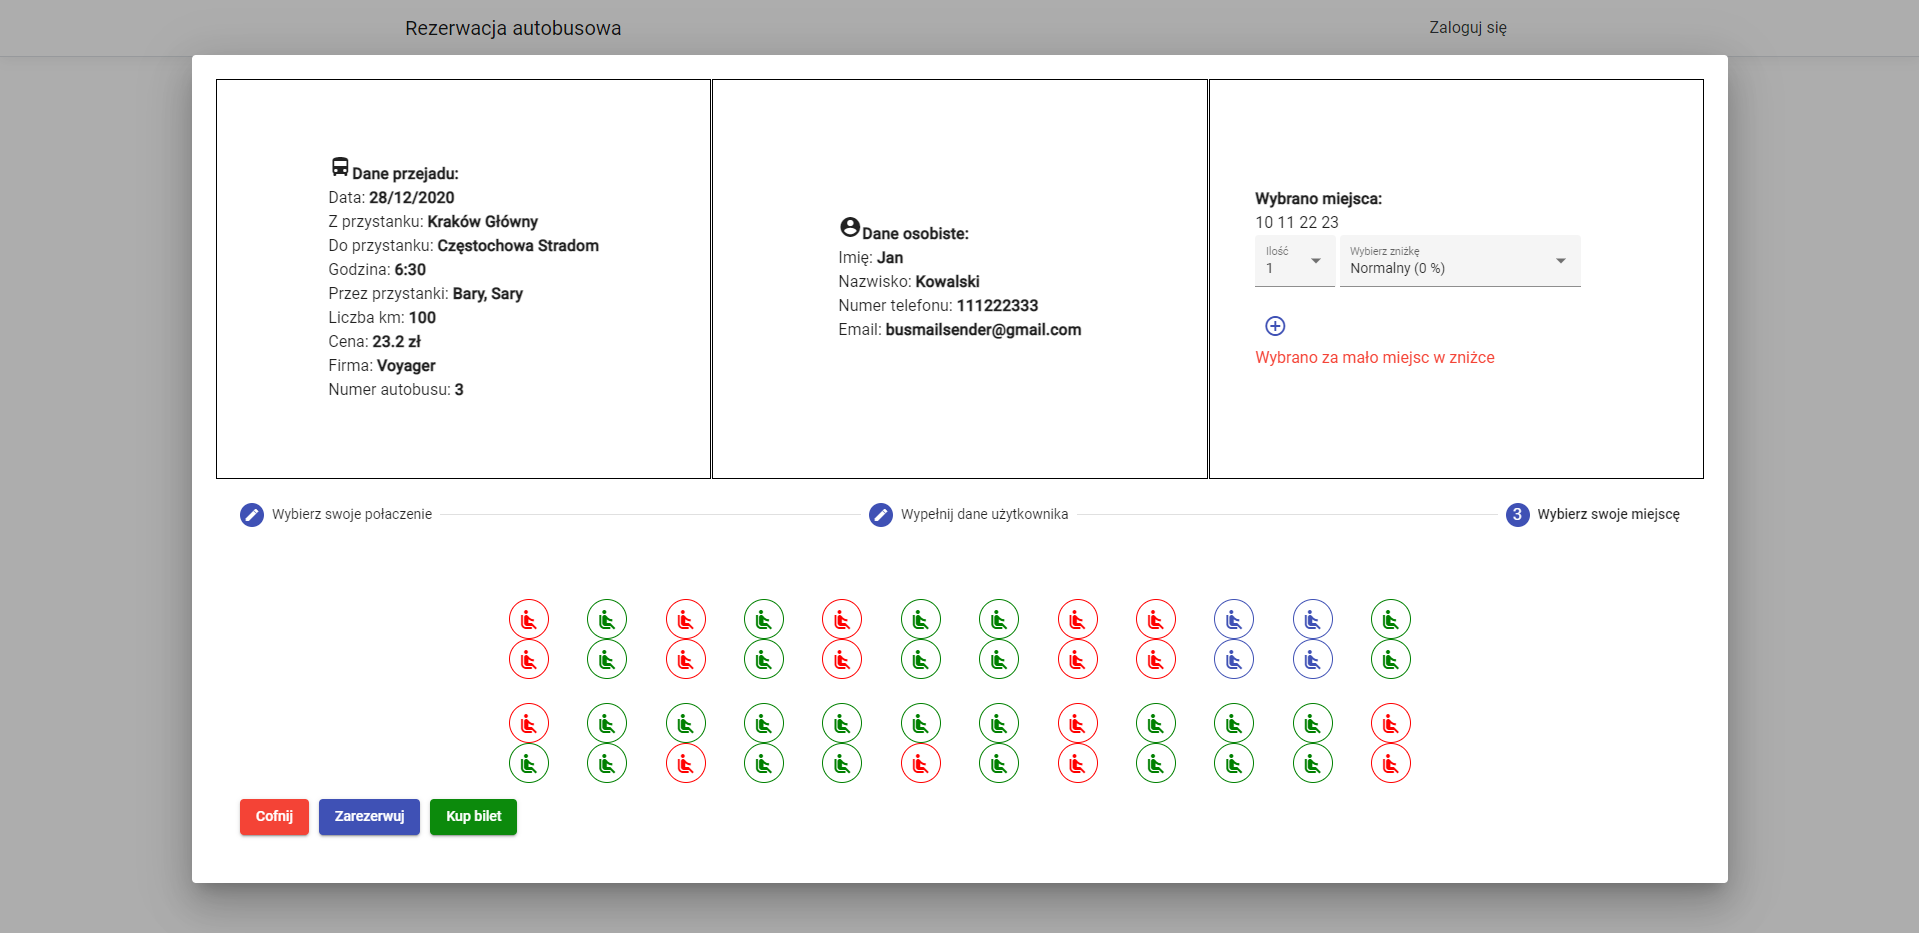 Rezerwacja autobusowa
Zaloguj się
Dane przejadu:
Data: 28/12/2020
Z przystanku: Kraków Główny
Do przystanku: Częstochowa Stradom
Godzina: 6:30
Przez przystanki: Bary, Sary
Liczba km: 100
Cena: 23.2 zł
Firma: Voyager
Numer autobusu: 3
Dane osobiste:
Imię: Jan
Nazwisko: Kowalski
Numer telefonu: 111222333
Email: busmailsender@gmail.com
Wybrano miejsca:
10 11 22 23
Ilość
1
Wybierz zniżkę
Normalny (0 %)
Wybrano za mało miejsc w zniżce
Wybierz swoje połaczenie
Wypełnij dane użytkownika
3 Wybierz swoje miejscę
Cofnij
Zarezerwuj
Kup bilet